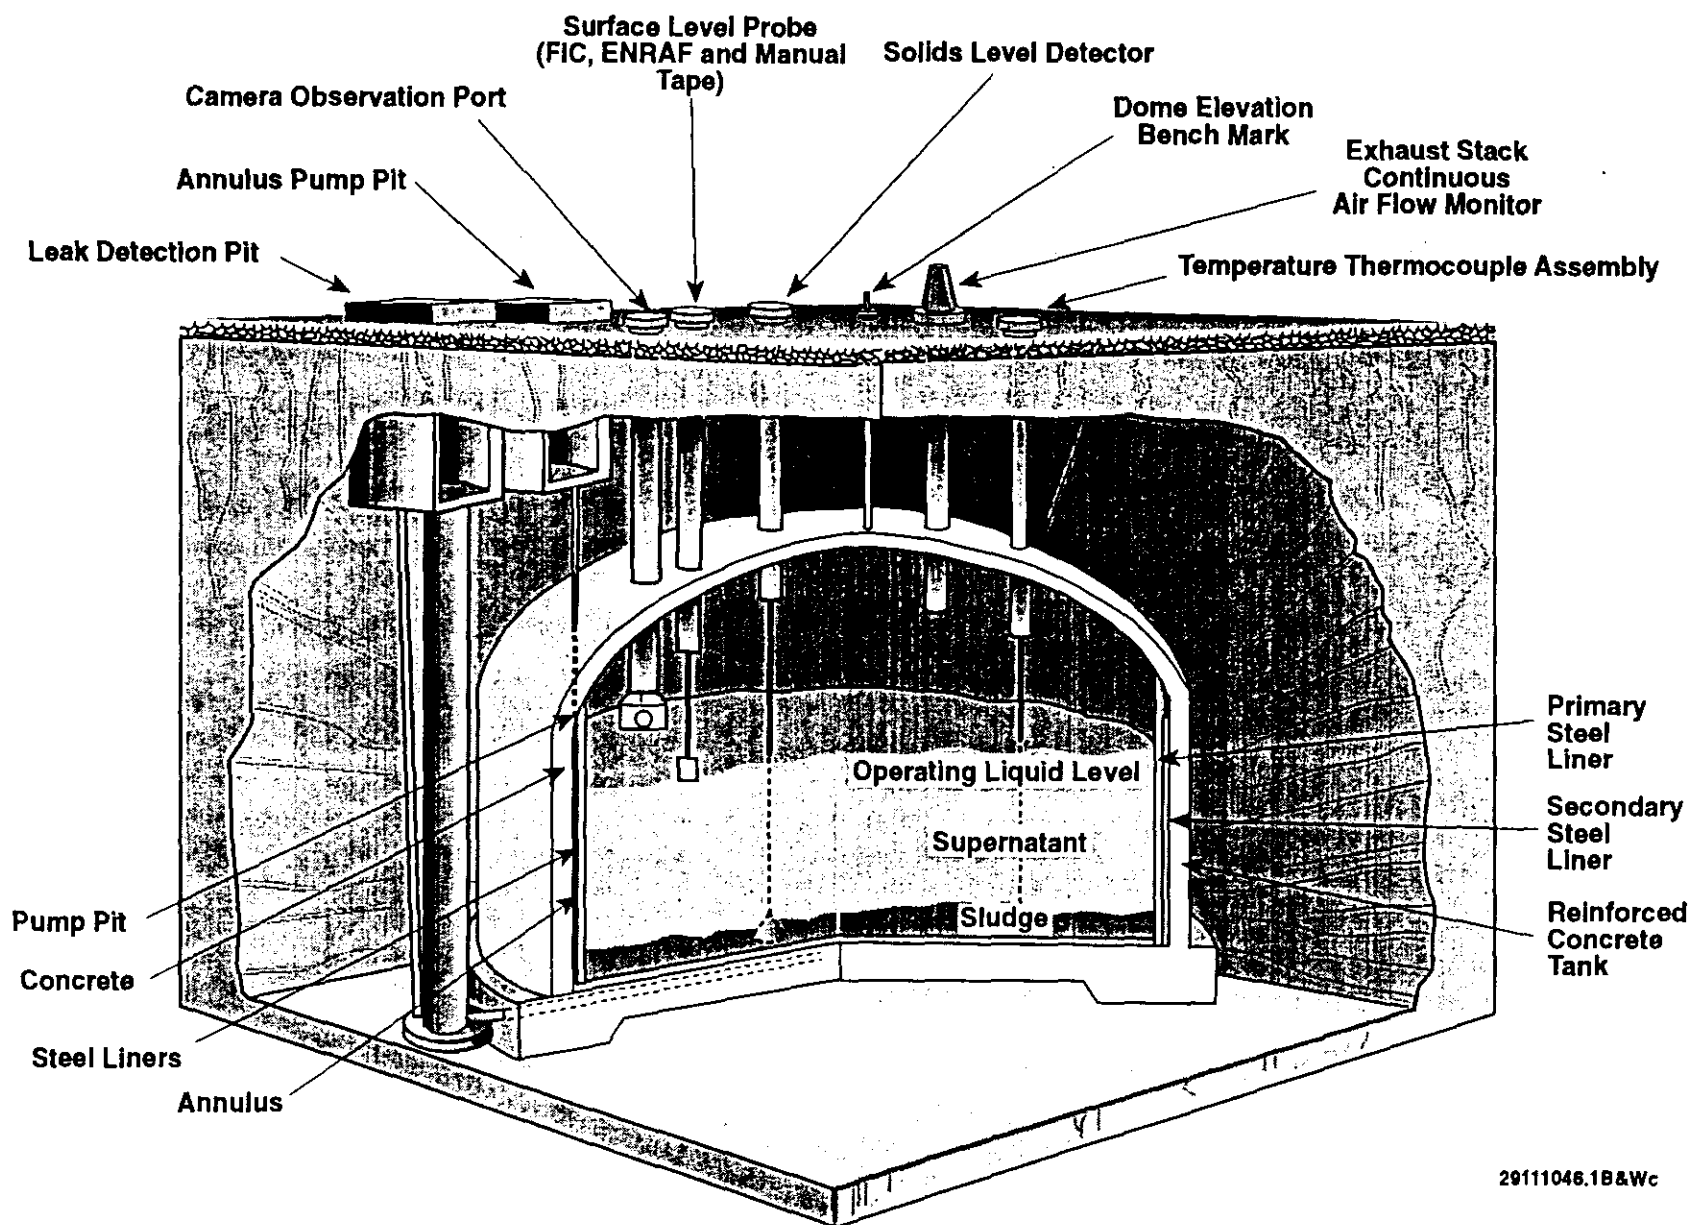 Surface Level Probe
(FIC, ENRAF and Manual
Tape)
Solids Level Detector
Camera Observation Port
Dome Elevation
Bench Mark
Exhaust Stack
Continuous
Air Flow Monitor
Annulus Pump Pit
Leak Detection Pit
Temperature Thermocouple Assembly
Primary
Steel
Liner
Operating Liquid Level
Secondary
Steel
Liner
Supernatant
Pump Pit
Sludge
Reinforced
Concrete
Tank
Concrete
Steel Liners
Annulus
29111046.1B&Wc